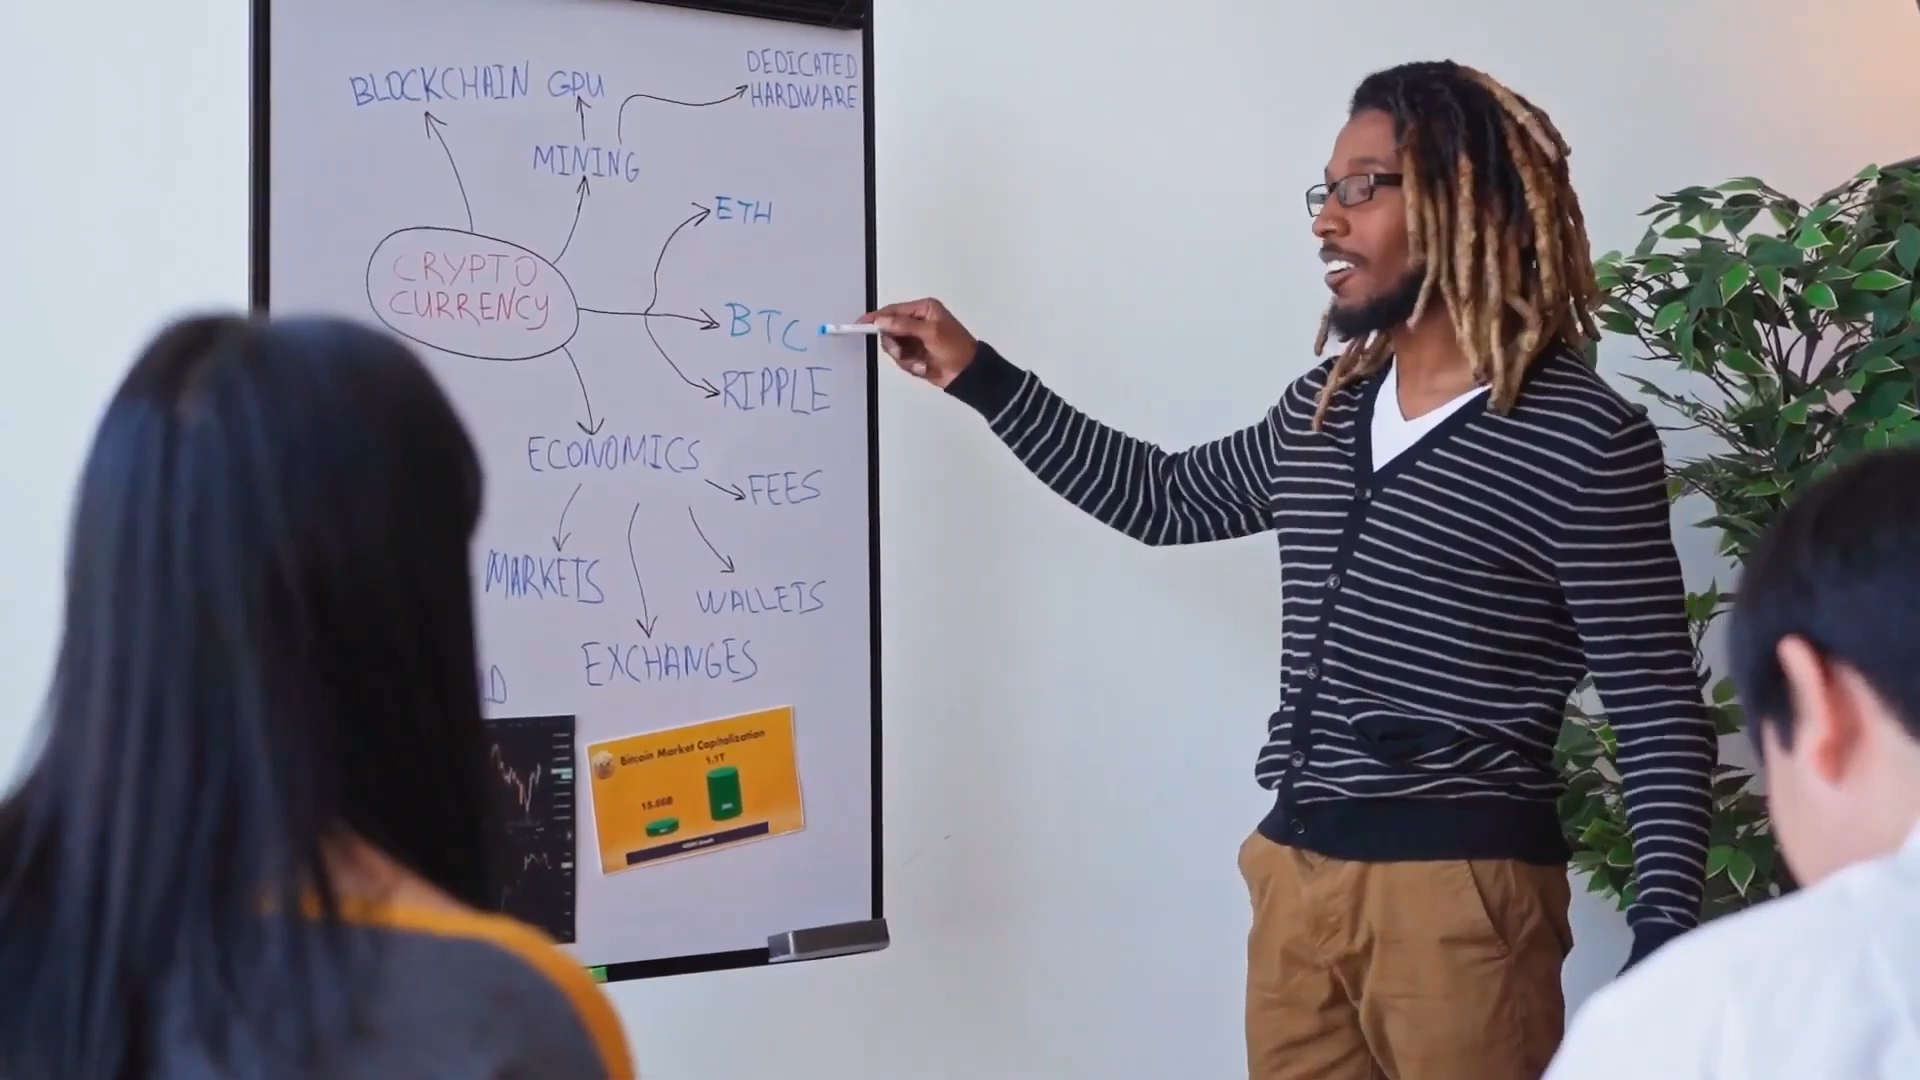 BLOCKCHAIN GPU
DEDICATED
HARDWARE
MINING
ETH
CRYPTO
CURRENCY
BTC
RIPPLE
ECONOMICS
FEES
MARKETS
WALLETS
EXCHANGES
Bitcoin Market Capitalization
1.1T
15.66B